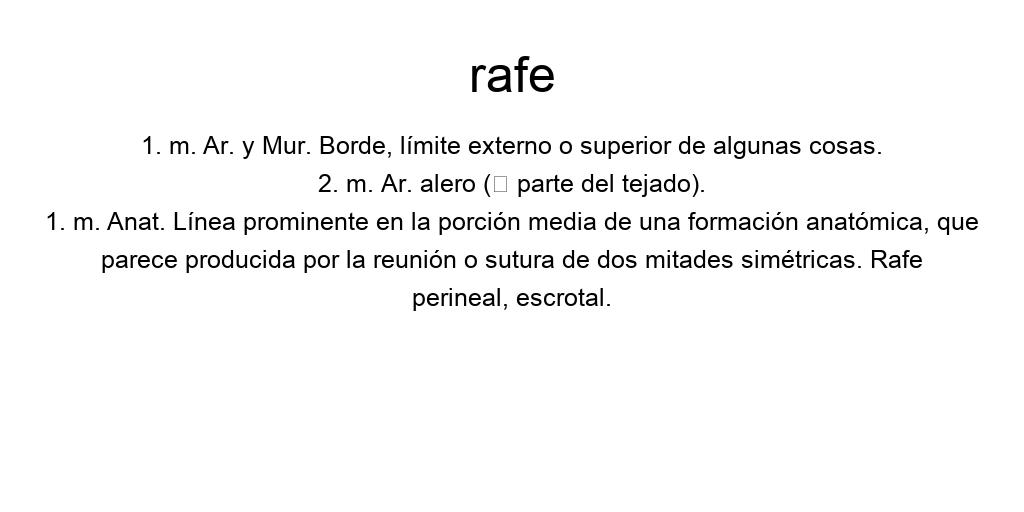 rafe
1. m. Ar. y Mur. Borde, límite externo o superior de algunas cosas.
2. m. Ar. alero (▯ parte del tejado).
1. m. Anat. Línea prominente en la porción media de una formación anatómica, que
parece producida por la reunión o sutura de dos mitades simétricas. Rafe
perineal, escrotal.